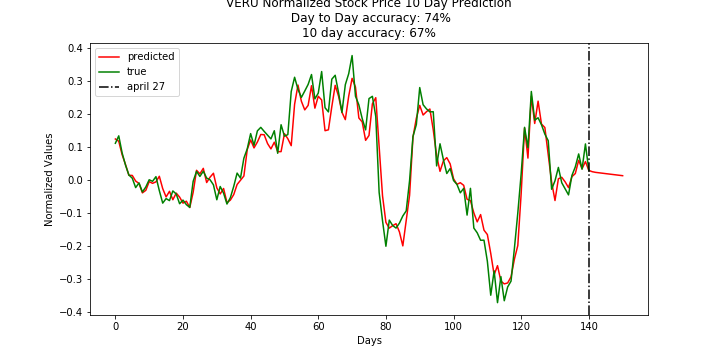 VERU Normalized Stock Price 10 Day Prediction
Day to Day accuracy: 74%
10 day accuracy: 67%
predicted
true
april 27
Normalized Values
0.4
0.3
0.2
0.1
0.0
−0.1
−0.2
−0.3
−0.4
0
20
40
60
80
100
120
140
Days